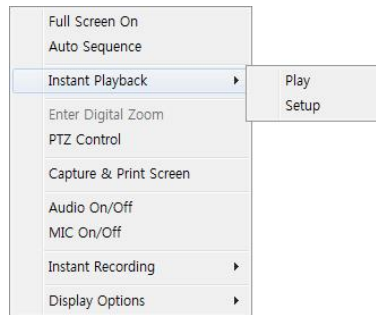 Full Screen On
Auto Sequence
Instant Playback
Play
Setup
Enter Digital Zoom
PTZ Control
Capture & Print Screen
Audio On/Off
MIC On/Off
Instant Recording
Display Options